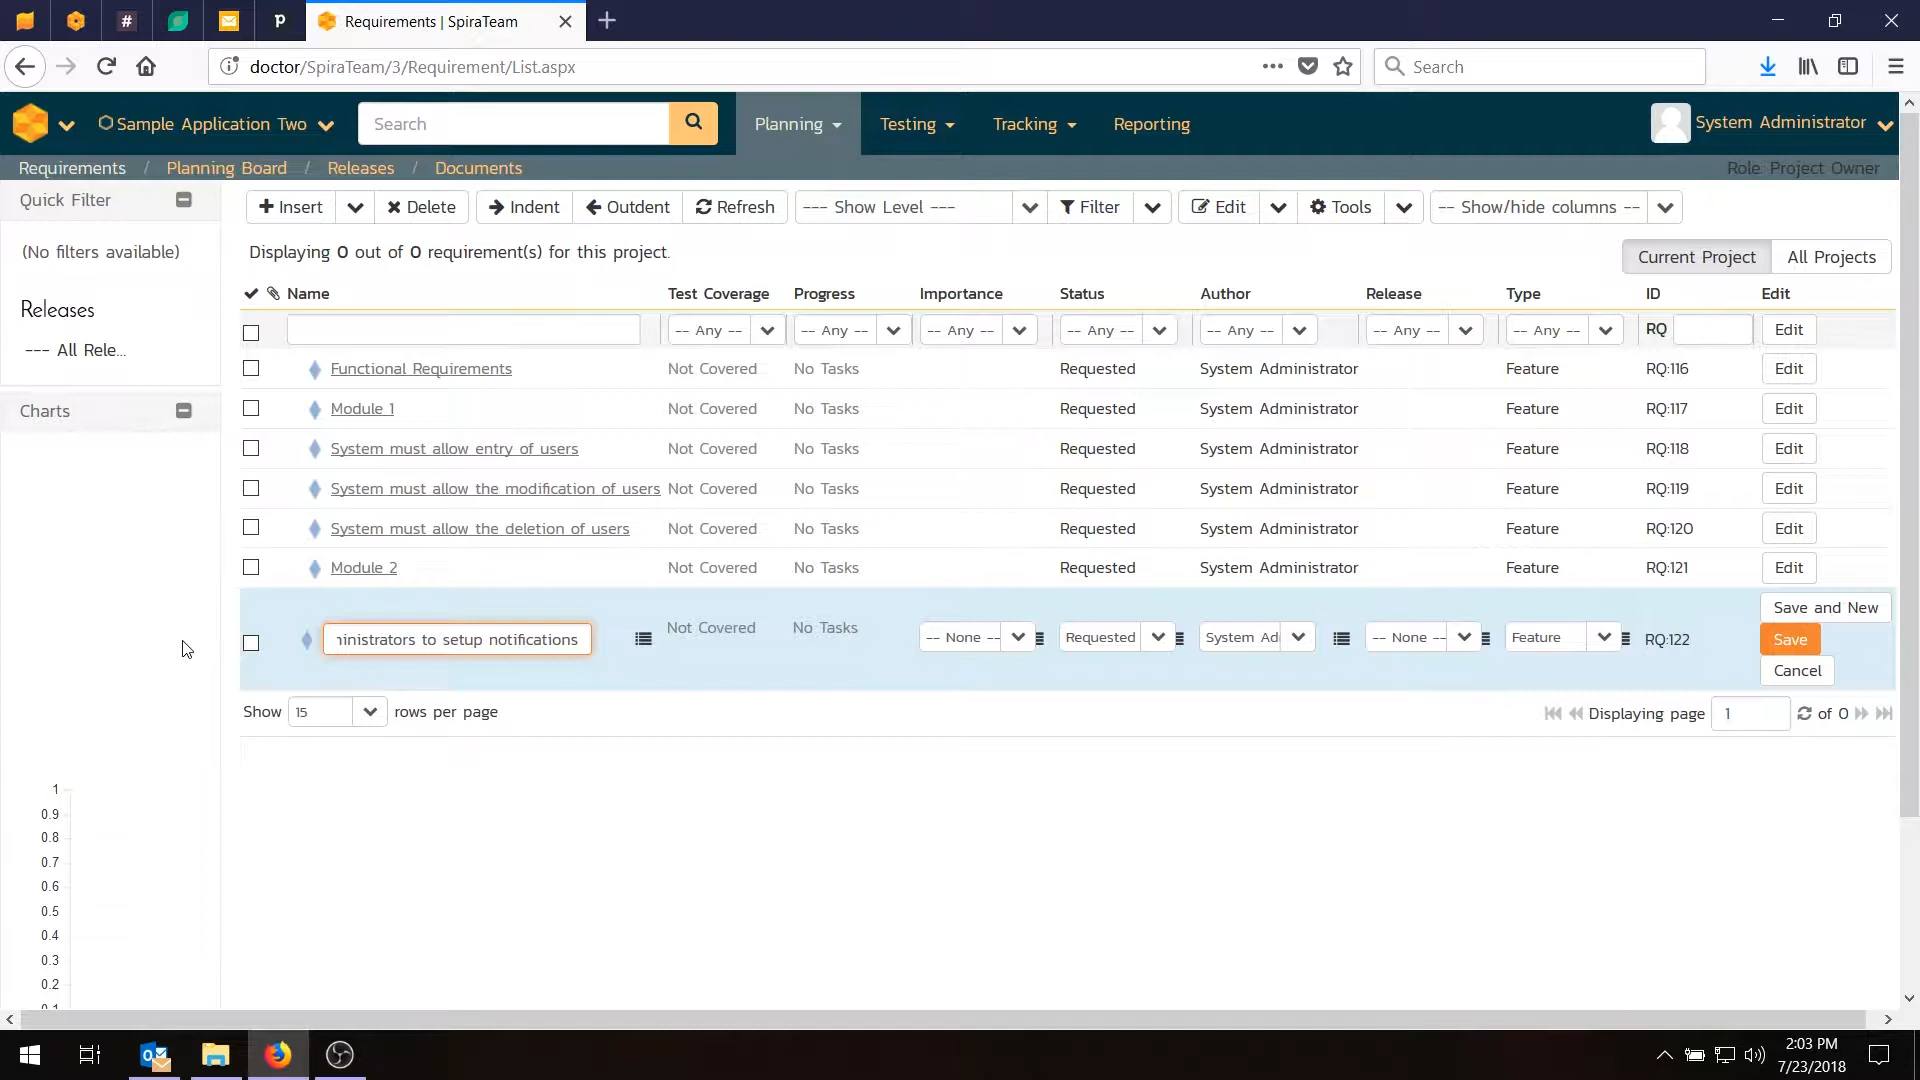 Requirements | SpiraTeam
#
p
doctor/SpiraTeam/3/Requirement/List.aspx
Search
Sample Application Two
Search
Planning
Testing
Tracking
Reporting
System Administrator
Requirements / Planning Board / Releases / Documents
Role: Project Owner
Quick Filter
(No filters available)
Releases
--- All Rele...
Charts
1
0.9
0.8
0.7
0.6
0.5
0.4
0.3
0.2
0.1
Insert
Delete
Indent
Outdent
Refresh
--- Show Level ---
Filter
Edit
Tools
-- Show/hide columns --
Displaying 0 out of 0 requirement(s) for this project.
Current Project
All Projects
Name Test Coverage Progress Importance Status Author Release Type ID Edit
-- Any -- -- Any -- -- Any -- -- Any -- -- Any -- -- Any -- -- Any -- RQ Edit
Functional Requirements Not Covered No Tasks Requested System Administrator Feature RQ:116 Edit
Module 1 Not Covered No Tasks Requested System Administrator Feature RQ:117 Edit
System must allow entry of users Not Covered No Tasks Requested System Administrator Feature RQ:118 Edit
System must allow the modification of users Not Covered No Tasks Requested System Administrator Feature RQ:119 Edit
System must allow the deletion of users Not Covered No Tasks Requested System Administrator Feature RQ:120 Edit
Module 2 Not Covered No Tasks Requested System Administrator Feature RQ:121 Edit
ninistrators to setup notifications Not Covered No Tasks -- None -- Requested System Ad -- None -- Feature RQ:122
Save and New
Save
Cancel
Show 15 rows per page
Displaying page 1 of 0
2:03 PM
7/23/2018